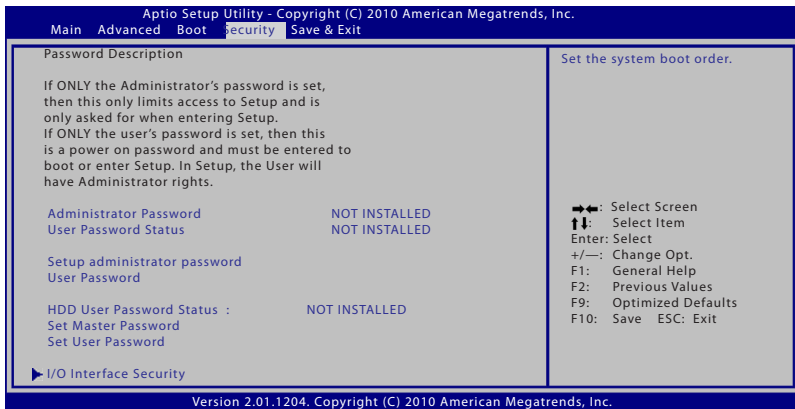 Aptio Setup Utility - Copyright (C) 2010 American Megatrends, Inc.
Main Advanced Boot Security Save & Exit
Password Description
If ONLY the Administrator’s password is set,
then this only limits access to Setup and is
only asked for when entering Setup.
If ONLY the user’s password is set, then this
is a power on password and must be entered to
boot or enter Setup. In Setup, the User will
have Administrator rights.
Administrator Password NOT INSTALLED
User Password Status NOT INSTALLED
Setup administrator password
User Password
HDD User Password Status : NOT INSTALLED
Set Master Password
Set User Password
I/O Interface Security
Set the system boot order.
→←: Select Screen
↑↓: Select Item
Enter: Select
+/—: Change Opt.
F1: General Help
F2: Previous Values
F9: Optimized Defaults
F10: Save ESC: Exit
Version 2.01.1204. Copyright (C) 2010 American Megatrends, Inc.